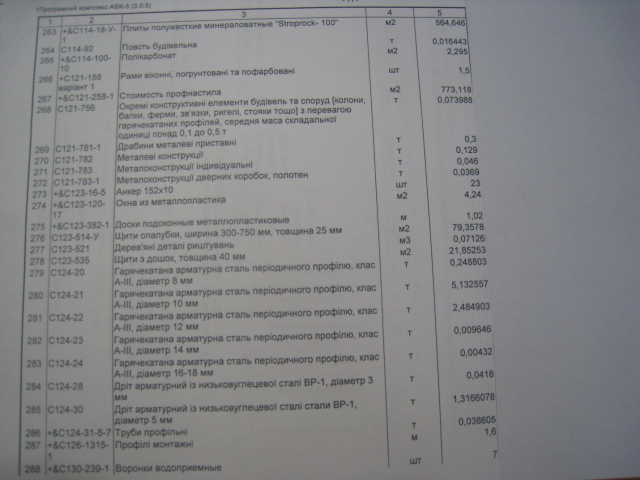 \Програмний комплекс АВК-5 (3.0.5)
1 2 3 4 5
263 +&С114-18-У-1 Плиты полужесткие минераловатные "Stroprock- 100" м2 564,646
264 С114-92 Повсть будівельна т 0,016443
265 +&С114-100-10 Полікарбонат м2 2,295
266 +С121-158 варіант 1 Рами віконні, погрунтовані та пофарбовані шт 1,5
267 +&С121-258-1 Стоимость профнастила м2 773,118
268 С121-756 Окремі конструктивні елементи будівель та споруд [колони, т 0,073988
балки, ферми, зв'язки, ригелі, стояки тощо] з перевагою
гарячекатаних профілей, середня маса складальної
одиниці понад 0,1 до 0,5 т
269 С121-781-1 Драбини металеві приставні т 0,3
270 С121-782 Металеві конструкції т 0,129
271 С121-783 Металоконструкції індивідуальні т 0,046
272 С121-783-1 Металоконструкції дверних коробок, полотен т 0,0369
273 +&С123-16-5 Анкер 152х10 шт 23
274 +&С123-120-17 Окна из металлопластика м2 4,24
275 +&С123-382-1 Доски подоконные металлопластиковые м 1,02
276 С123-514-У Щити опалубки, ширина 300-750 мм, товщина 25 мм м2 79,3578
277 С123-521 Дерев'яні деталі риштувань м3 0,07126
278 С123-535 Щити з дошок, товщина 40 мм м2 21,85253
279 С124-20 Гарячекатана арматурна сталь періодичного профілю, клас т 0,248803
А-III, діаметр 8 мм
280 С124-21 Гарячекатана арматурна сталь періодичного профілю, клас т 5,132557
А-III, діаметр 10 мм
281 С124-22 Гарячекатана арматурна сталь періодичного профілю, клас т 2,484903
А-III, діаметр 12 мм
282 С124-23 Гарячекатана арматурна сталь періодичного профілю, клас т 0,009646
А-III, діаметр 14 мм
283 С124-24 Гарячекатана арматурна сталь періодичного профілю, клас т 0,00432
А-III, діаметр 16-18 мм
284 С124-28 Дріт арматурний із низьковуглецевої сталі ВР-1, діаметр 3 т 0,0418
мм
285 С124-30 Дріт арматурний із низьковуглецевої сталі стали ВР-1, т 1,3166078
діаметр 5 мм
286 +&С124-31-5-7 Труби профільні т 0,038605
287 +&С126-1315-1 Профілі монтажні м 1,6
288 +&С130-239-1 Воронки водоприемные шт 7